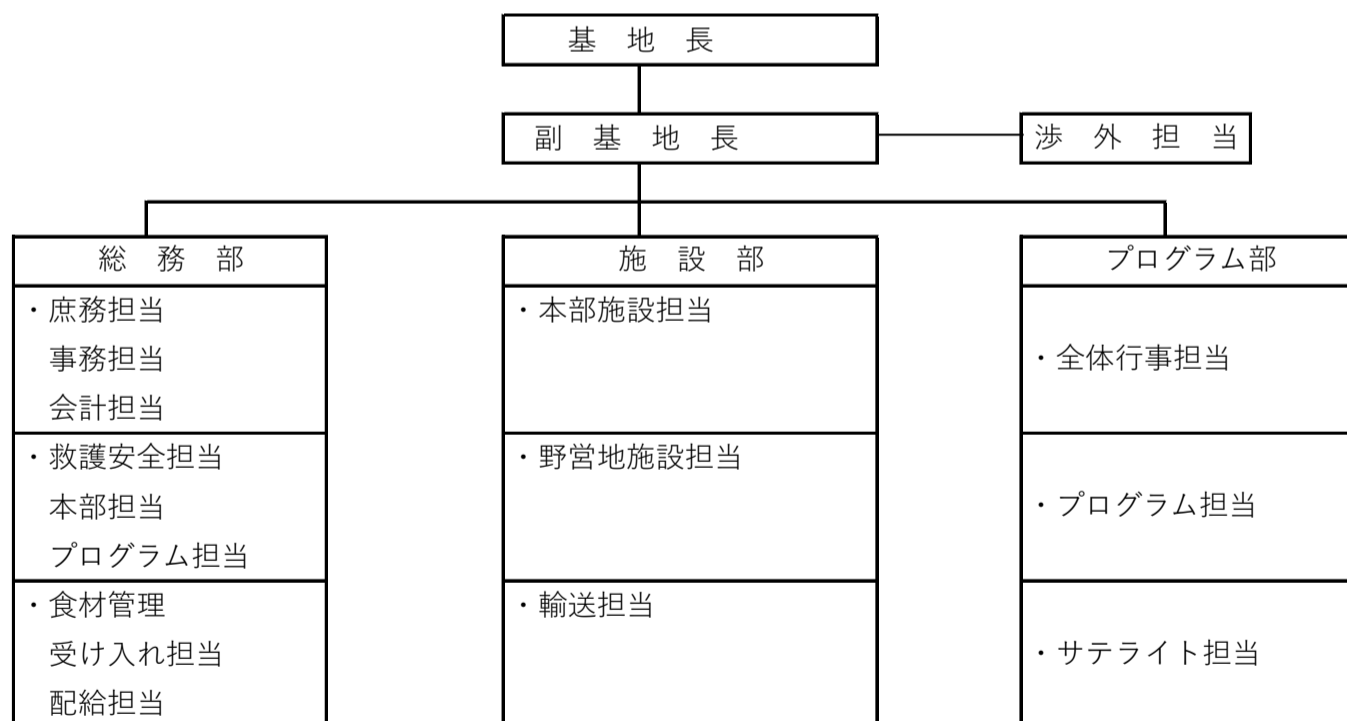 基　地　長
副　基　地　長
渉　外　担　当
総　務　部
・庶務担当
事務担当
会計担当
・救護安全担当
本部担当
プログラム担当
・食材管理
受け入れ担当
配給担当
施　設　部
・本部施設担当
・野営地施設担当
・輸送担当
プログラム部
・全体行事担当
・プログラム担当
・サテライト担当